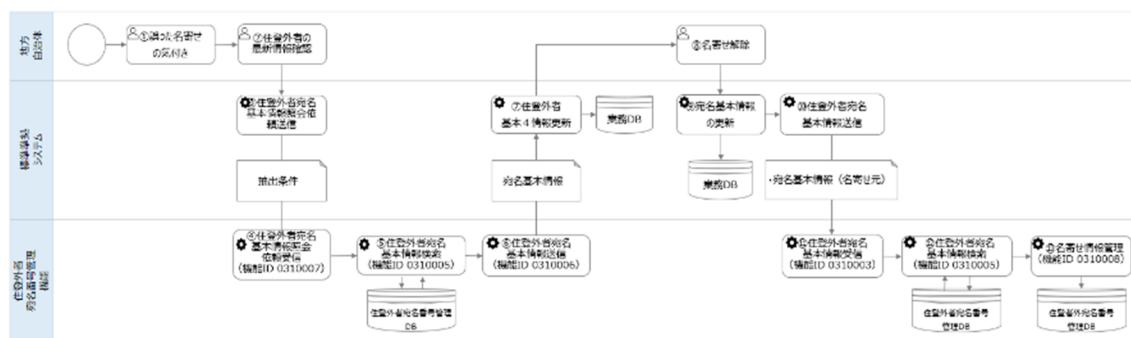 地方
自治体
①誤った名寄せ
の気付き
②住登外者の
最新情報確認
⑧名寄せ解除
標準準拠
システム
③住登外者宛名
基本情報照会依
頼送信
⑦住登外者
基本４情報更新
業務DB
⑨宛名基本情報
の更新
⑩住登外者宛名
基本情報送信
抽出条件
宛名基本情報
業務DB
・宛名基本情報（名寄せ元）
住登外者
宛名番号管理
機能
④住登外者宛名
基本情報照会
依頼受信
（機能ID 0310007）
⑤住登外者宛名
基本情報検索
（機能ID 0310005）
⑥住登外者宛名
基本情報送信
（機能ID 0310006）
⑪住登外者宛名
基本情報受信
（機能ID 0310003）
⑫住登外者宛名
基本情報検索
（機能ID 0310005）
⑬名寄せ情報管理
（機能ID 0310008）
住登外者宛名番号管理
DB
住登外者宛名番号
管理DB
住登外者宛名番号
管理DB